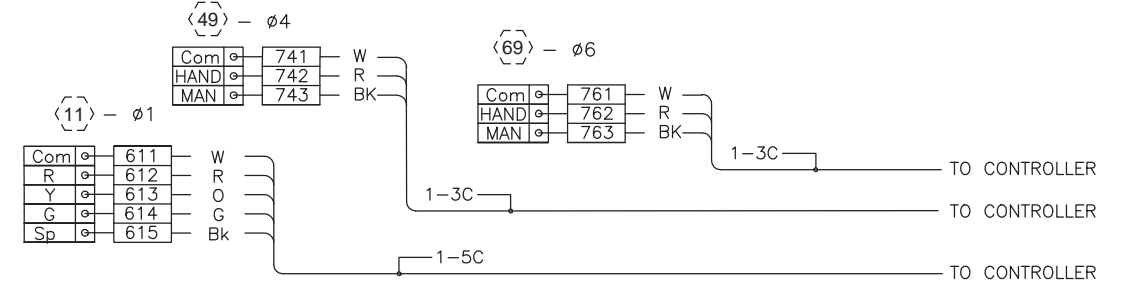 49 - ø4
Com 741 W
HAND 742 R
MAN 743 BK
69 - ø6
Com 761 W
HAND 762 R
MAN 763 BK
11 - ø1
Com 611 W
R 612 R
Y 613 O
G 614 G
Sp 615 Bk
1-3C
TO CONTROLLER
1-3C
TO CONTROLLER
1-5C
TO CONTROLLER